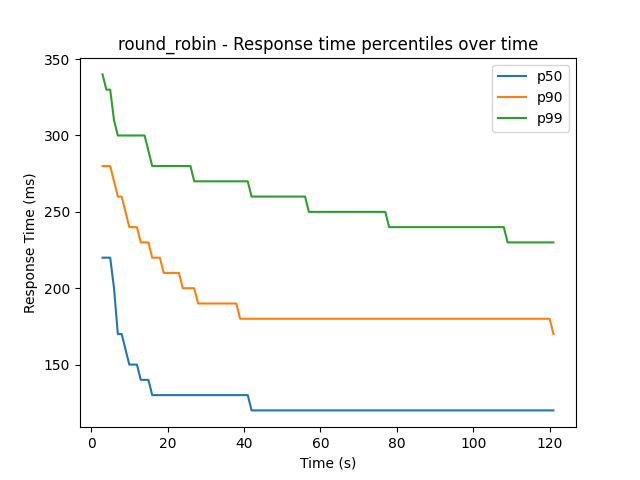 round_robin - Response time percentiles over time
350
300
250
200
150
Response Time (ms)
p50
p90
p99
0 20 40 60 80 100 120
Time (s)